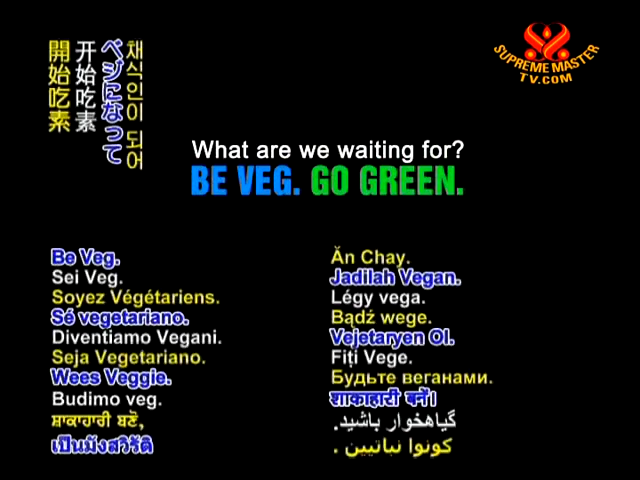 開始吃素
开始吃素
ベジになって
채식인이 되어
SUPREME MASTER
TV.COM
What are we waiting for?
BE VEG. GO GREEN.
Be Veg.
Sei Veg.
Soyez Végétariens.
Sé vegetariano.
Diventiamo Vegani.
Seja Vegetariano.
Wees Veggie.
Budimo veg.
ਸ਼ਾਕਾਹਾਰੀ ਬਣੋ,
เป็นมังสวิรัติ
Ăn Chay.
Jadilah Vegan.
Légy vega.
Bądź wege.
Vejetaryen Ol.
Fiți Vege.
Будьте веганами.
शाकाहारी बनें।
گیاهخوار باشید.
كونوا نباتيين .